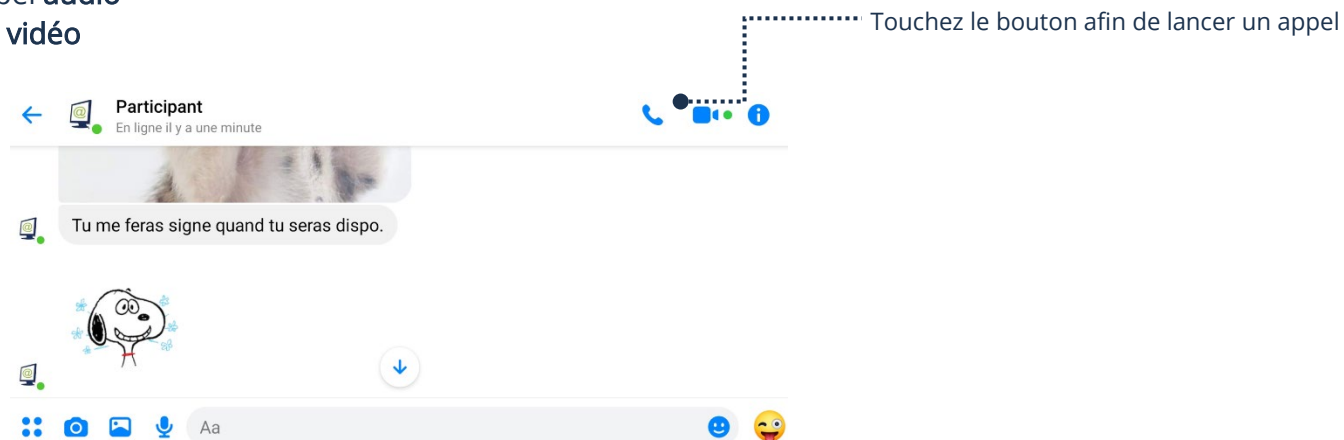 audio
vidéo
Touchez le bouton afin de lancer un appel
Participant
En ligne il y a une minute
Tu me feras signe quand tu seras dispo.
Aa